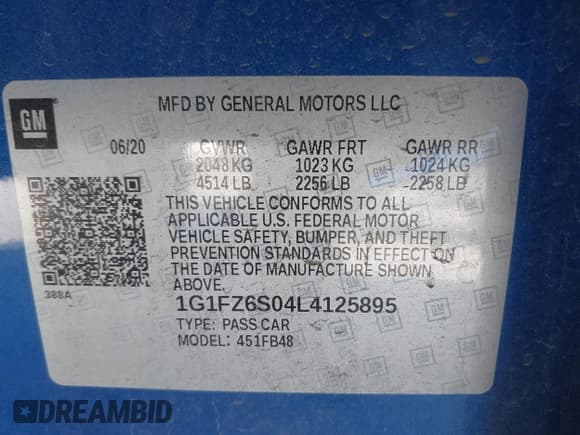 GM
MFD BY GENERAL MOTORS LLC
06/20 GVWR GAWR FRT GAWR RR
2048 KG 1023 KG 1024 KG
4514 LB 2256 LB 2258 LB
THIS VEHICLE CONFORMS TO ALL
APPLICABLE U.S. FEDERAL MOTOR
VEHICLE SAFETY, BUMPER, AND THEFT
PREVENTION STANDARDS IN EFFECT ON
THE DATE OF MANUFACTURE SHOWN
ABOVE.
388A
1G1FZ6S04L4125895
TYPE: PASS CAR
MODEL: 451FB48
DREAMBID